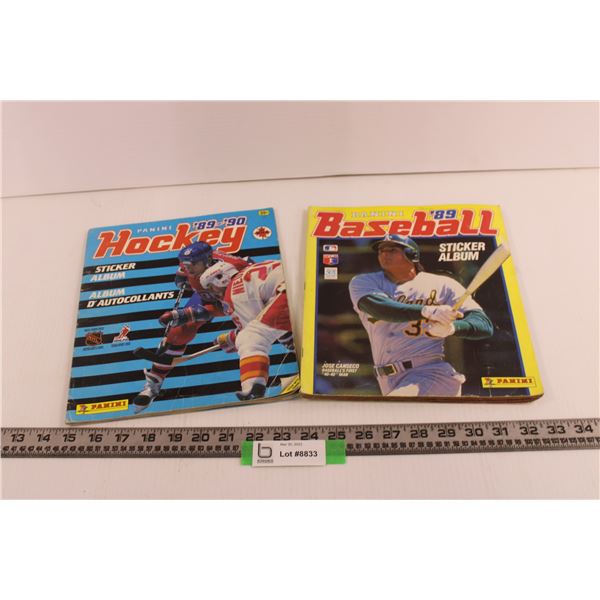 PANINI
'89-'90
Hockey
STICKER
ALBUM
ALBUM
D'AUTOCOLLANTS
PANINI
PANINI
'89
Baseball
STICKER
ALBUM
33
JOSE CANSECO
BASEBALL'S FIRST
"40-40" MAN
PANINI
13 14 15 16 17 18 19 20 21 22 23 24 25 26 27 28 29 30 31 32 33 34
Lot #8833